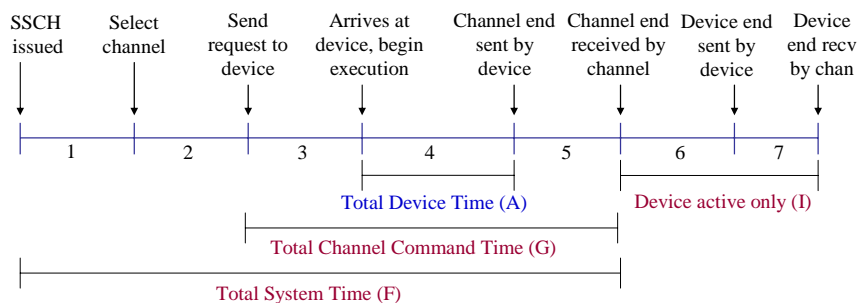 SSCH
issued
Select
channel
Send
request to
device
Arrives at
device, begin
execution
Channel end
sent by
device
Channel end
received by
channel
Device end
sent by
device
Device
end recv
by chan
1 2 3 4 5 6 7
Total Device Time (A)
Device active only (I)
Total Channel Command Time (G)
Total System Time (F)